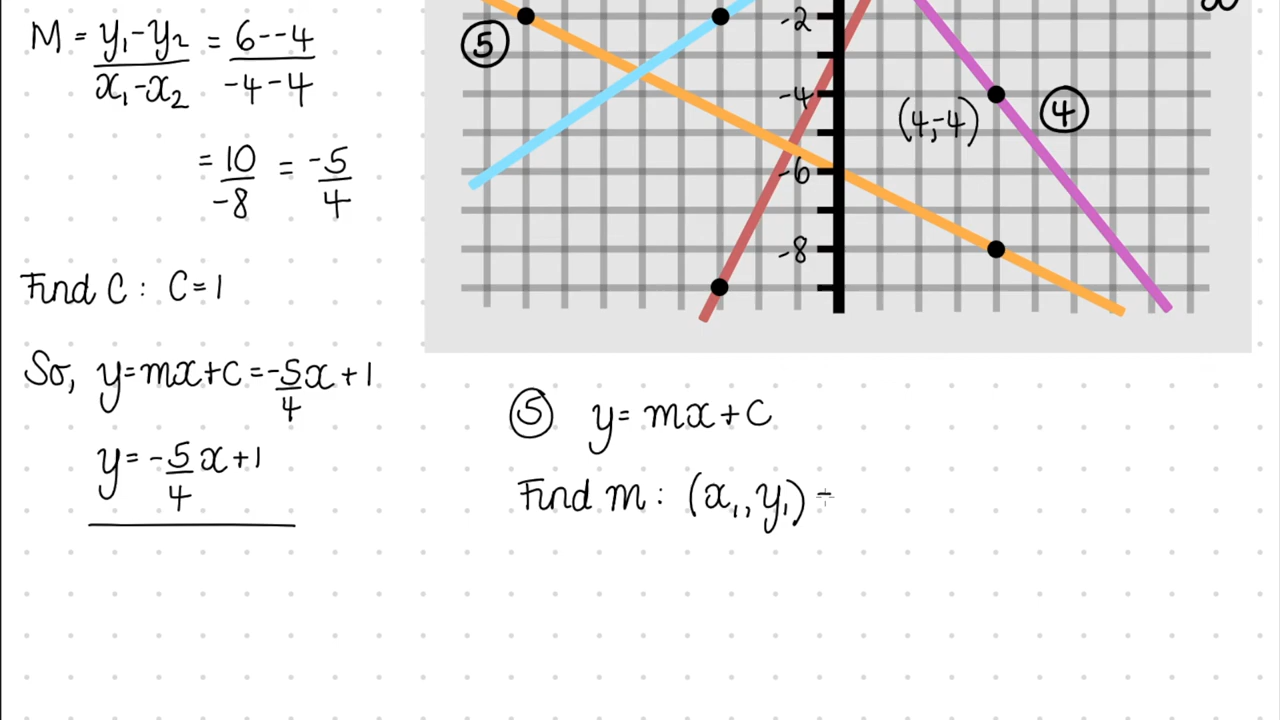 M = y₁-y₂/x₁-x₂ = 6--4/-4-4
= 10/-8 = -5/4
Find C : C=1
So, y=mx+C=-5/4x+1
y=-5/4x+1
5
-2
-4
-6
-8
(4,-4)
4
5 y=mx+C
Find m : (x₁,y₁) =